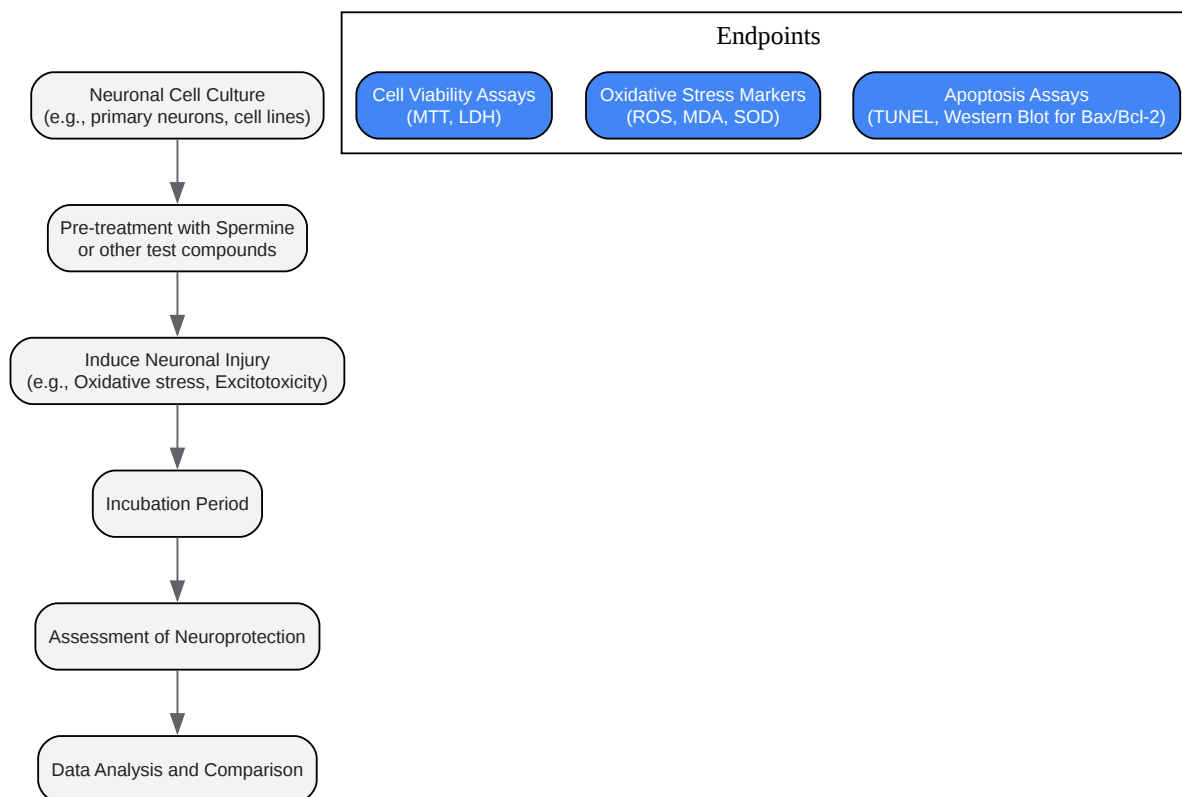 Endpoints
Neuronal Cell Culture
(e.g., primary neurons, cell lines)
Cell Viability Assays
(MTT, LDH)
Oxidative Stress Markers
(ROS, MDA, SOD)
Apoptosis Assays
(TUNEL, Western Blot for Bax/Bcl-2)
Pre-treatment with Spermine
or other test compounds
Induce Neuronal Injury
(e.g., Oxidative stress, Excitotoxicity)
Incubation Period
Assessment of Neuroprotection
Data Analysis and Comparison